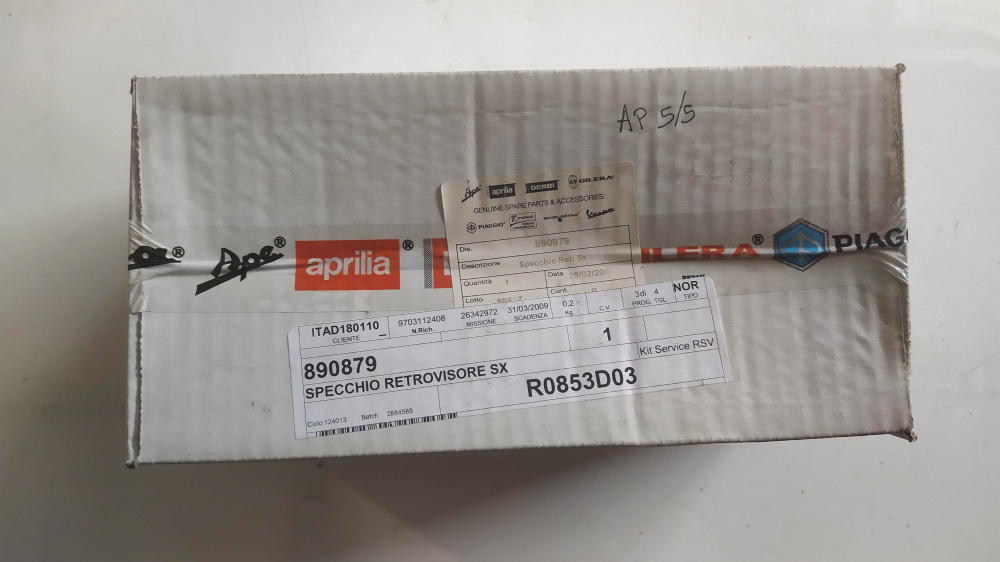 AP 5/5
Ape aprilia DERBI GILERA
GENUINE SPARE PARTS & ACCESSORIES
PIAGGIO Vespa
Dis. 890879
Descrizione Specchio Retr Sx
Quantità 1 Data
Lotto Cont.
Ape® aprilia® ILERA® PIAGG
ITAD180110_ 9703112408 26342972 31/03/2009 0,2 3di 4 NOR
CLIENTE N.Rich. MISSIONE SCADENZA Kg. C.V PROG TGL TIPO
890879 1
SPECCHIO RETROVISORE SX Kit Service RSV
R0853D03
Ciclo 124013 Batch 2884569